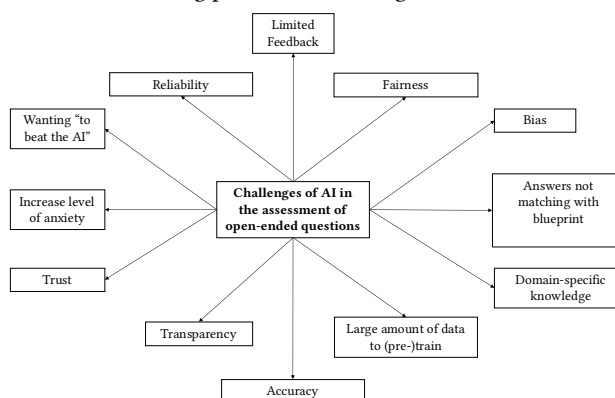 Limited
Feedback
Reliability
Fairness
Wanting “to
beat the AI”
Bias
Challenges of AI in
the assessment of
open-ended questions
Increase level
of anxiety
Answers not
matching with
blueprint
Trust
Domain-specific
knowledge
Transparency
Large amount of data
to (pre-)train
Accuracy